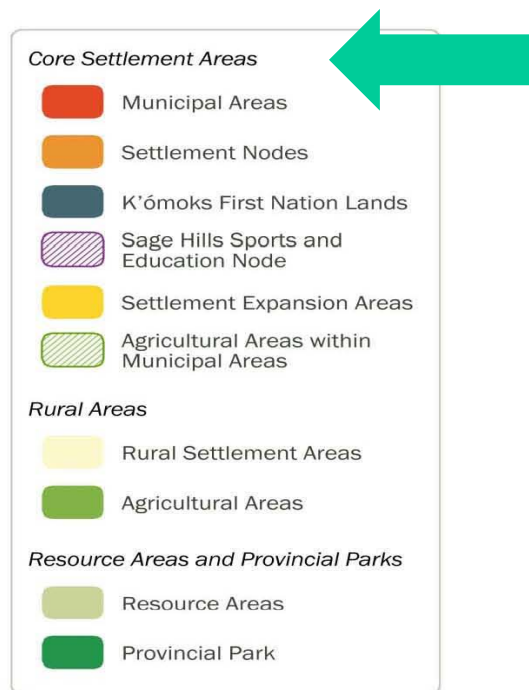 Core Settlement Areas
Municipal Areas
Settlement Nodes
K'ómoks First Nation Lands
Sage Hills Sports and
Education Node
Settlement Expansion Areas
Agricultural Areas within
Municipal Areas
Rural Areas
Rural Settlement Areas
Agricultural Areas
Resource Areas and Provincial Parks
Resource Areas
Provincial Park